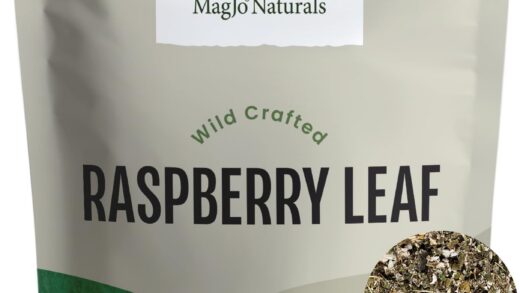 MagJo Naturals
Wild Crafted
RASPBERRY LEAF